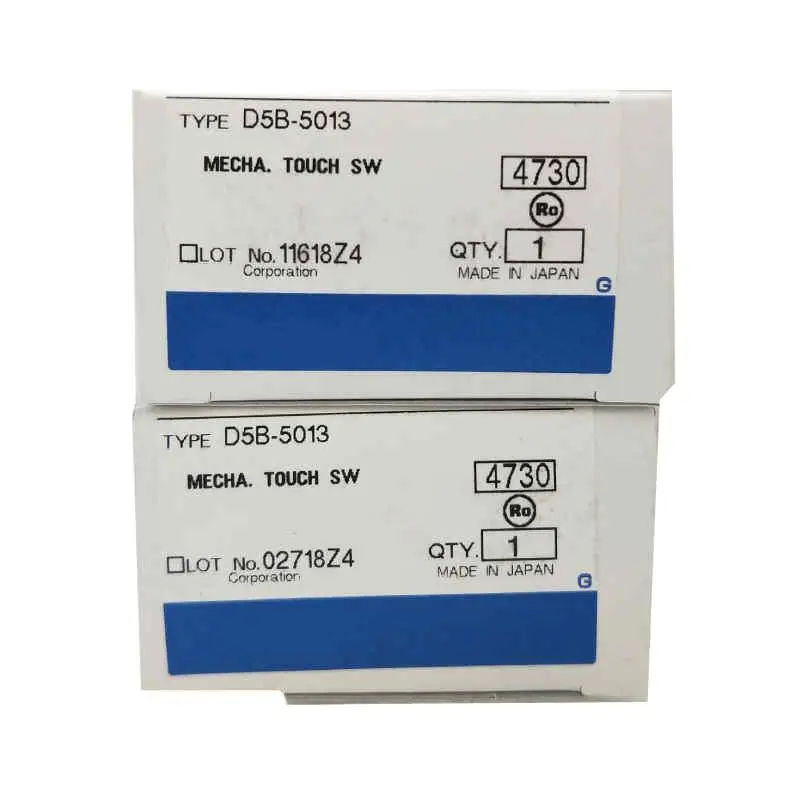 TYPE D5B-5013
MECHA. TOUCH SW
4730
Ro
LOT No. 11618Z4
QTY. 1
Corporation
MADE IN JAPAN
G
TYPE D5B-5013
MECHA. TOUCH SW
4730
Ro
LOT No. 02718Z4
QTY. 1
Corporation
MADE IN JAPAN
G